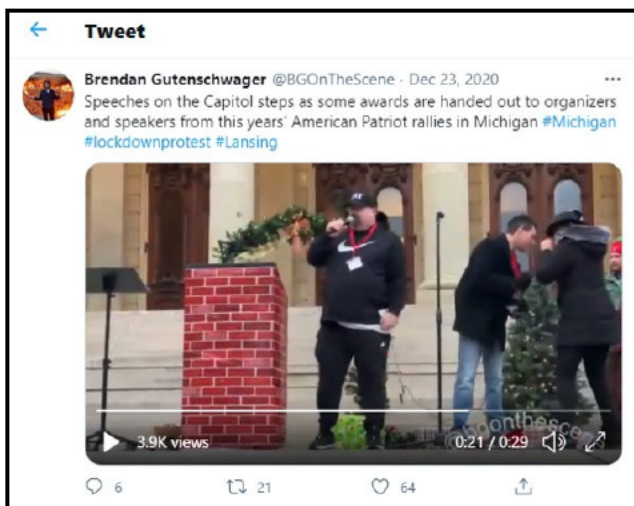 Tweet
Brendan Gutenschwager @BGOnTheScene · Dec 23, 2020
Speeches on the Capitol steps as some awards are handed out to organizers
and speakers from this years' American Patriot rallies in Michigan #Michigan
#lockdownprotest #Lansing
@bgonthescene
3.9K views
0:21 / 0:29
6
21
64